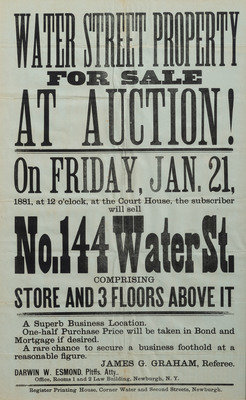 WATER STREET PROPERTY
FOR SALE
AT AUCTION!
On FRIDAY, JAN. 21,
1881, at 12 o'clock, at the Court House, the subscriber
will sell
No. 144 Water St.
COMPRISING
STORE AND 3 FLOORS ABOVE IT
A Superb Business Location.
One-half Purchase Price will be taken in Bond and
Mortgage if desired.
A rare chance to secure a business foothold at a
reasonable figure.
JAMES G. GRAHAM, Referee.
DARWIN W. ESMOND, Pltffs. Atty.
Office, Rooms 1 and 2 Law Building, Newburgh, N. Y.
Register Printing House, Corner Water and Second Streets, Newburgh.